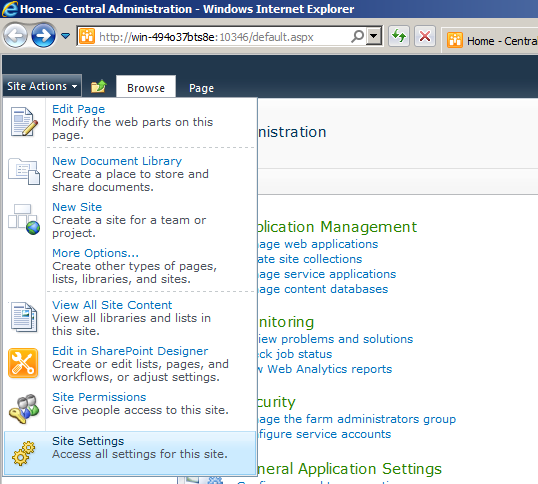 Home - Central Administration - Windows Internet Explorer
http://win-494o37bts8e:10346/default.aspx
Home - Central
Site Actions
Browse
Page
Edit Page
Modify the web parts on this
page.
New Document Library
Create a place to store and
share documents.
New Site
Create a site for a team or
project.
More Options...
Create other types of pages,
lists, libraries, and sites.
View All Site Content
View all libraries and lists in
this site.
Edit in SharePoint Designer
Create or edit lists, pages, and
workflows, or adjust settings.
Site Permissions
Give people access to this site.
Site Settings
Access all settings for this site.
ministration
plication Management
nage web applications
ate site collections
nage service applications
nage content databases
nitoring
view problems and solutions
eck job status
w Web Analytics reports
curity
nage the farm administrators group
nfigure service accounts
neral Application Settings